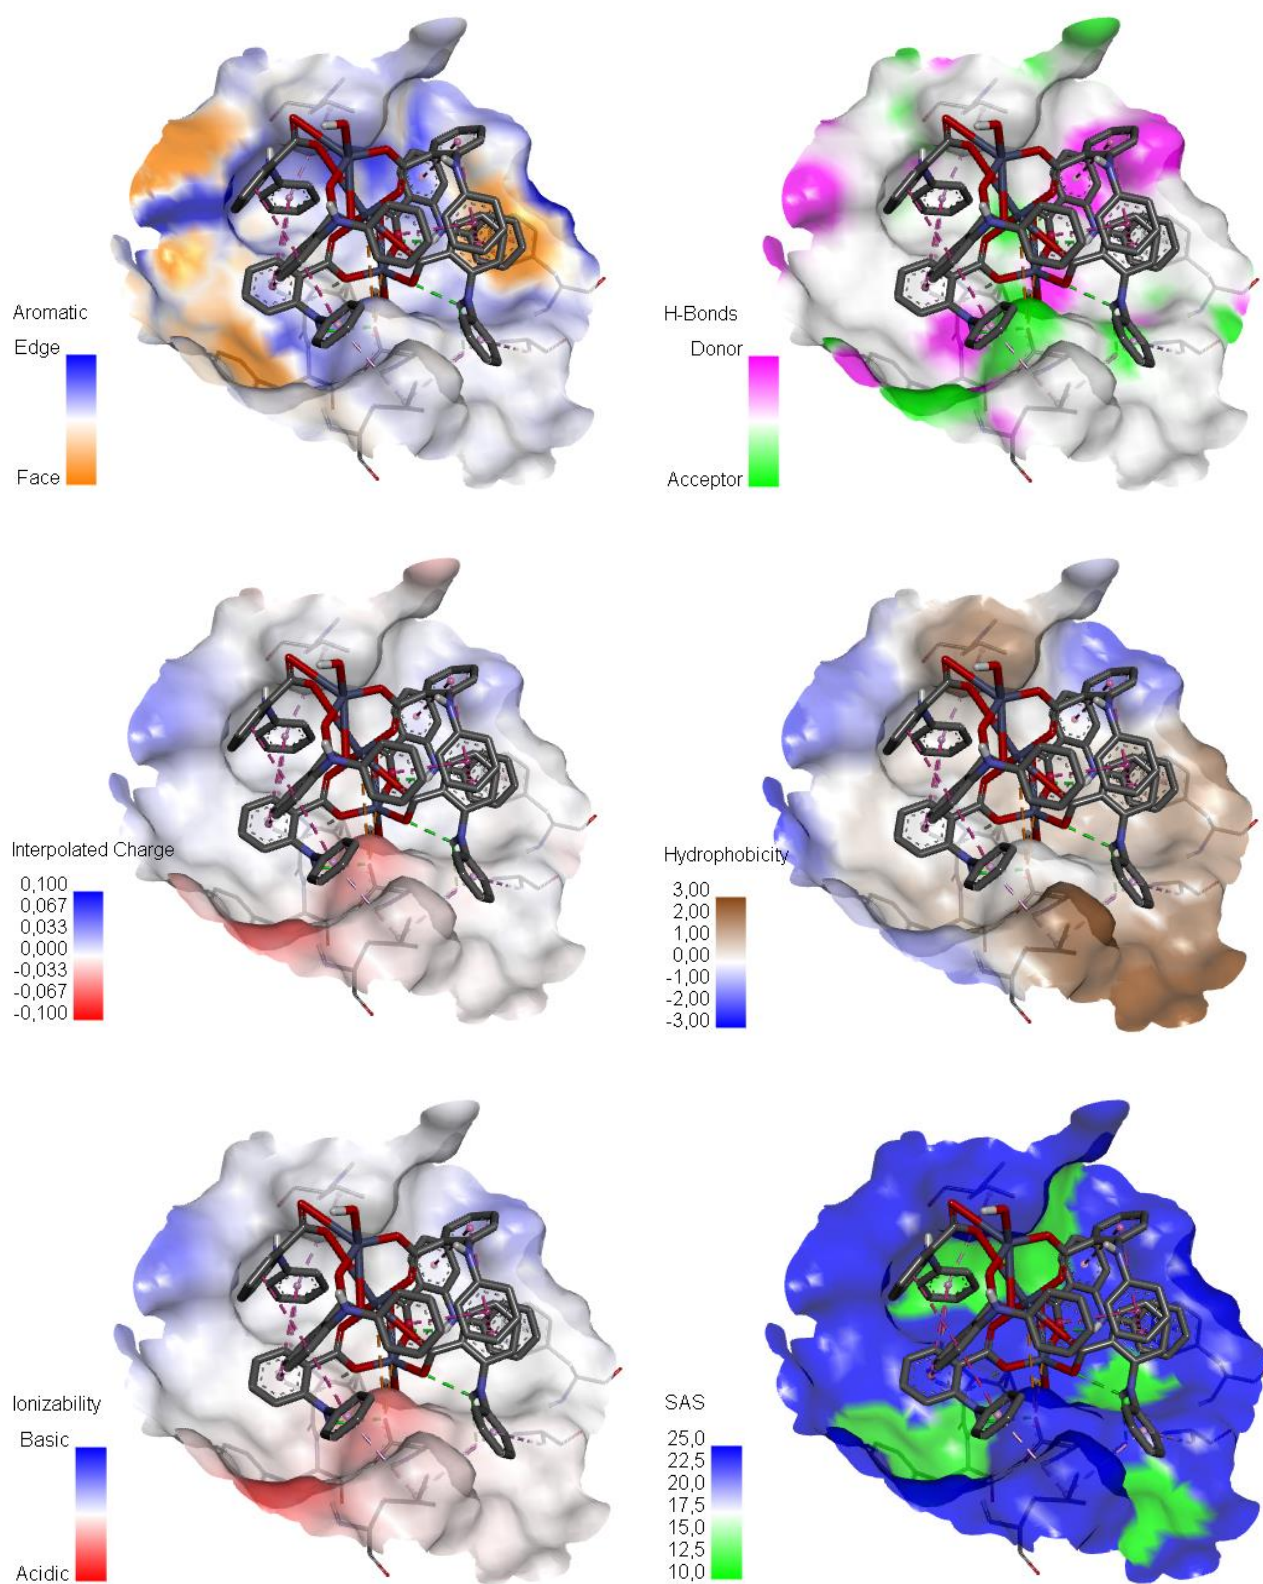 Aromatic
Edge
Face
H-Bonds
Donor
Acceptor
Interpolated Charge
0,100
0,067
0,033
0,000
-0,033
-0,067
-0,100
Hydrophobicity
3,00
2,00
1,00
0,00
-1,00
-2,00
-3,00
Ionizability
Basic
Acidic
SAS
25,0
22,5
20,0
17,5
15,0
12,5
10,0